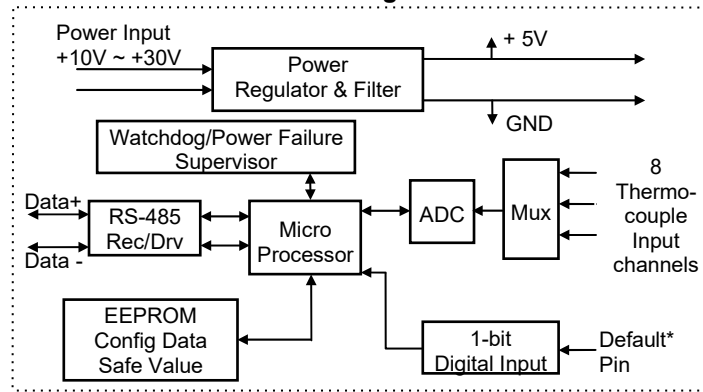 Power Input
+10V ~ +30V
Power
Regulator & Filter
+ 5V
GND
Watchdog/Power Failure
Supervisor
Data+
Data -
RS-485
Rec/Drv
Micro
Processor
ADC
Mux
8
Thermo-
couple
Input
channels
EEPROM
Config Data
Safe Value
1-bit
Digital Input
Default*
Pin